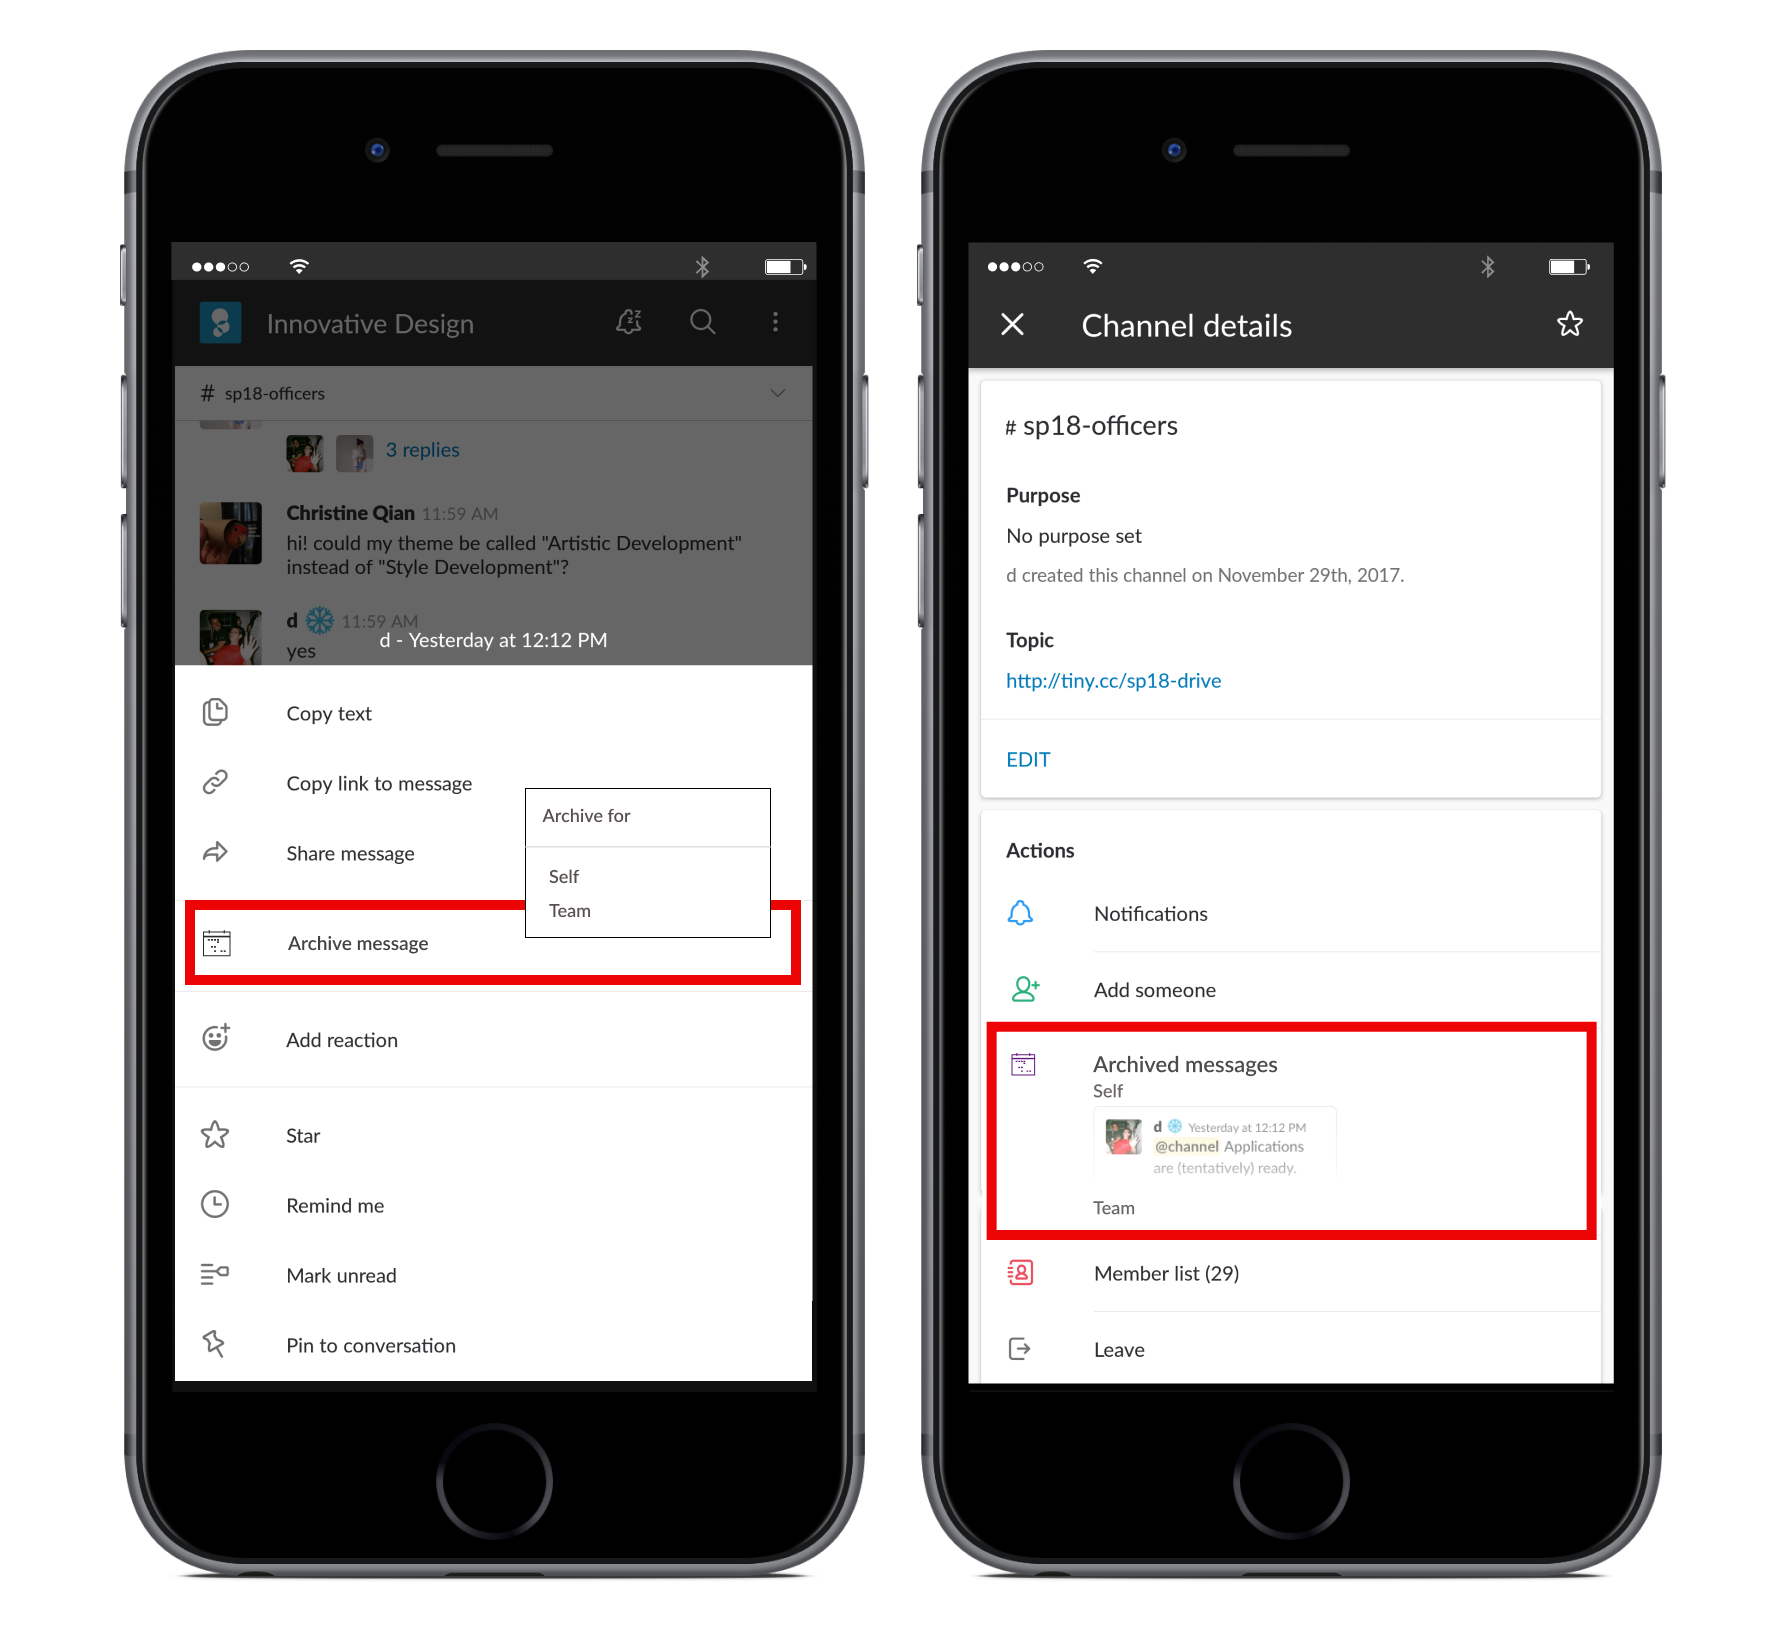 Innovative Design
# sp18-officers
3 replies
Christine Qian 11:59 AM
hi! could my theme be called "Artistic Development"
instead of "Style Development"?
d 11:59 AM
yes
d - Yesterday at 12:12 PM
Copy text
Copy link to message
Share message
Archive for
Self
Team
Archive message
Add reaction
Star
Remind me
Mark unread
Pin to conversation
Channel details
# sp18-officers
Purpose
No purpose set
d created this channel on November 29th, 2017.
Topic
http://tiny.cc/sp18-drive
EDIT
Actions
Notifications
Add someone
Archived messages
Self
d Yesterday at 12:12 PM
@channel Applications
are (tentatively) ready.
Team
Member list (29)
Leave